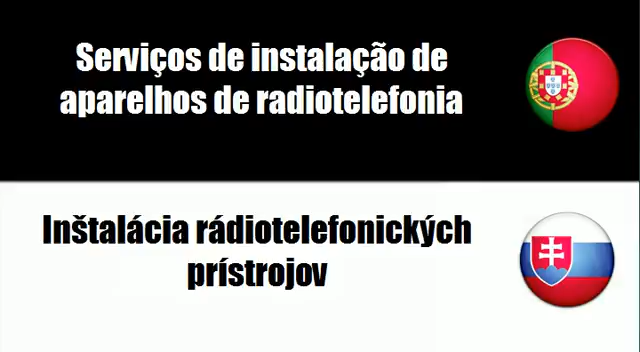 Serviços de instalação de
aparelhos de radiotelefonia
Inštalácia rádiotelefonických
prístrojov